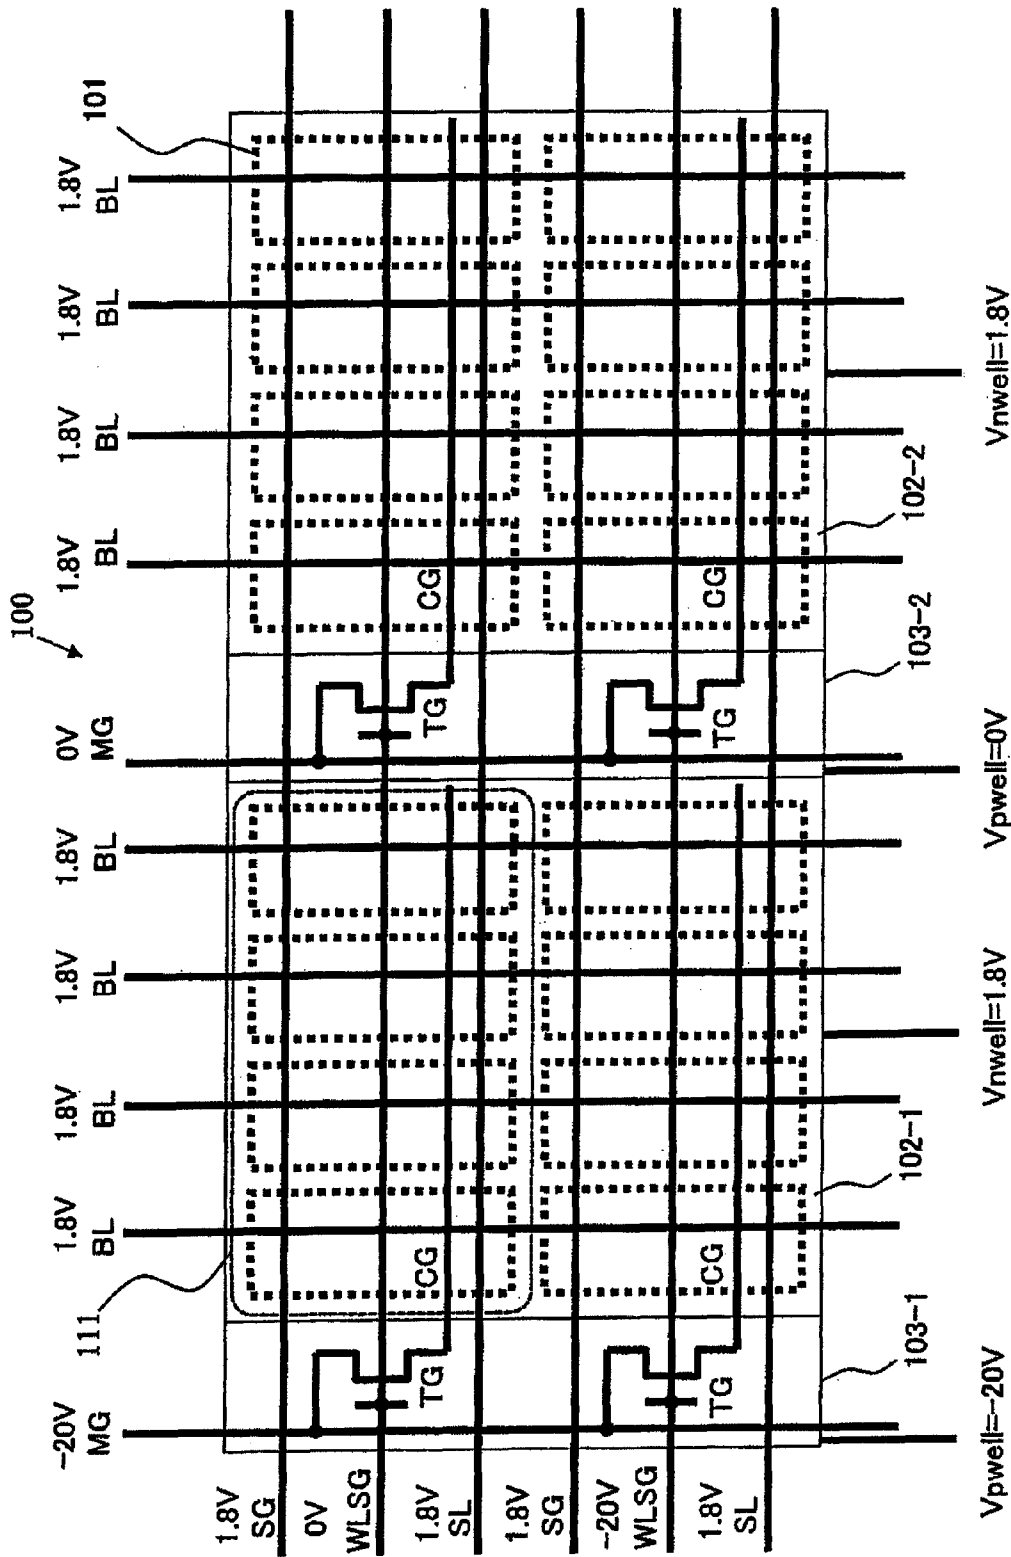 100
−20V
MG
1.8V
BL
1.8V
BL
1.8V
BL
1.8V
BL
0V
MG
1.8V
BL
1.8V
BL
1.8V
BL
1.8V
BL
111
101
1.8V
SG
0V
WLSG
TG
CG
TG
CG
1.8V
SL
1.8V
SG
−20V
WLSG
TG
CG
TG
CG
1.8V
SL
103-1
102-1
103-2
102-2
Vpwell=−20V
Vnwell=1.8V
Vpwell=0V
Vnwell=1.8V